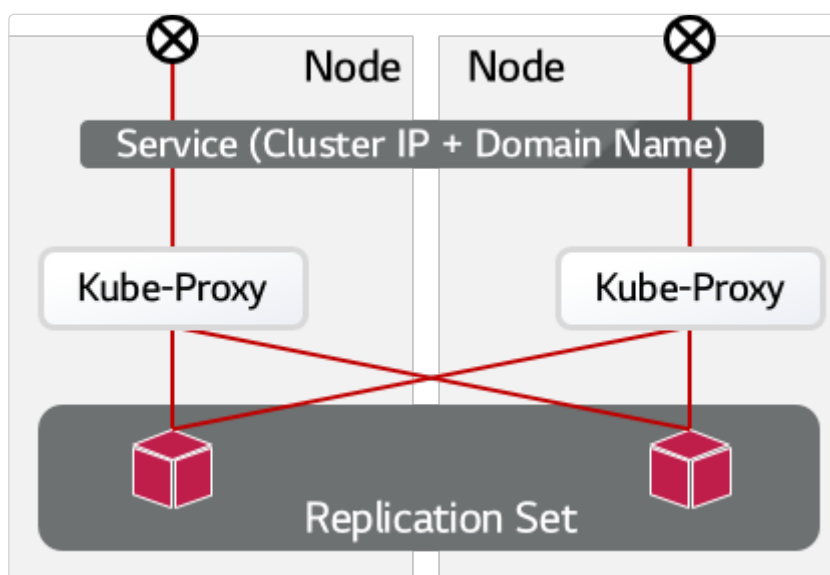 Node
Node
Service (Cluster IP + Domain Name)
Kube-Proxy
Kube-Proxy
Replication Set